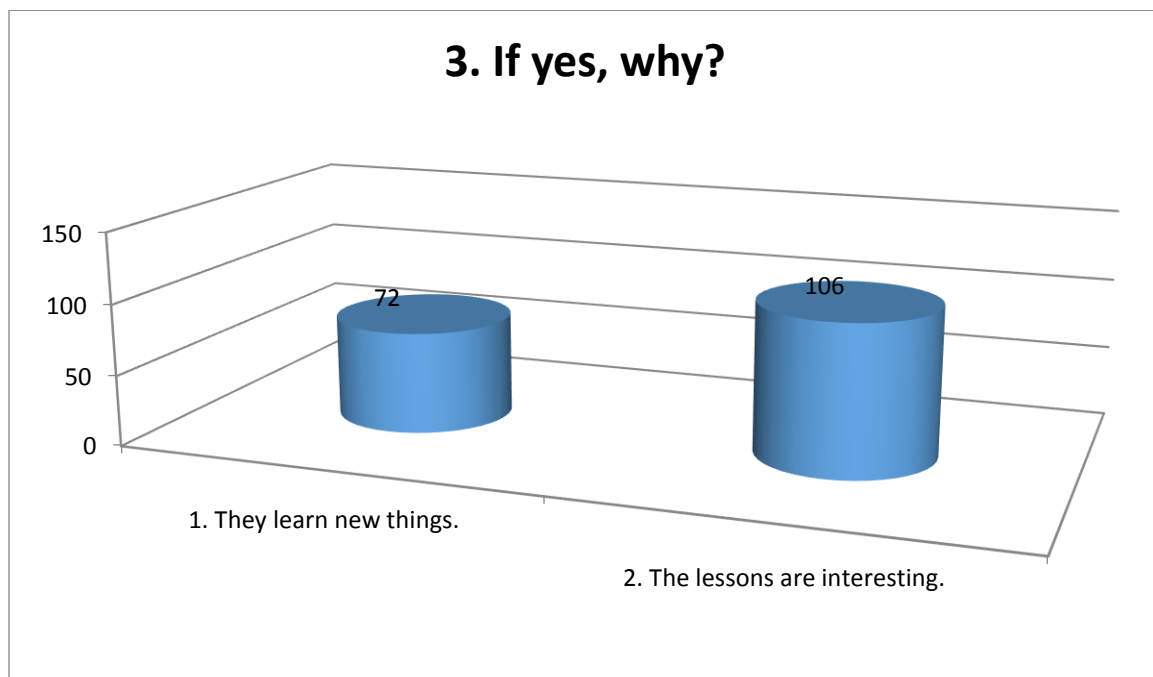 3. If yes, why?
150
100
50
0
72
106
1. They learn new things.
2. The lessons are interesting.